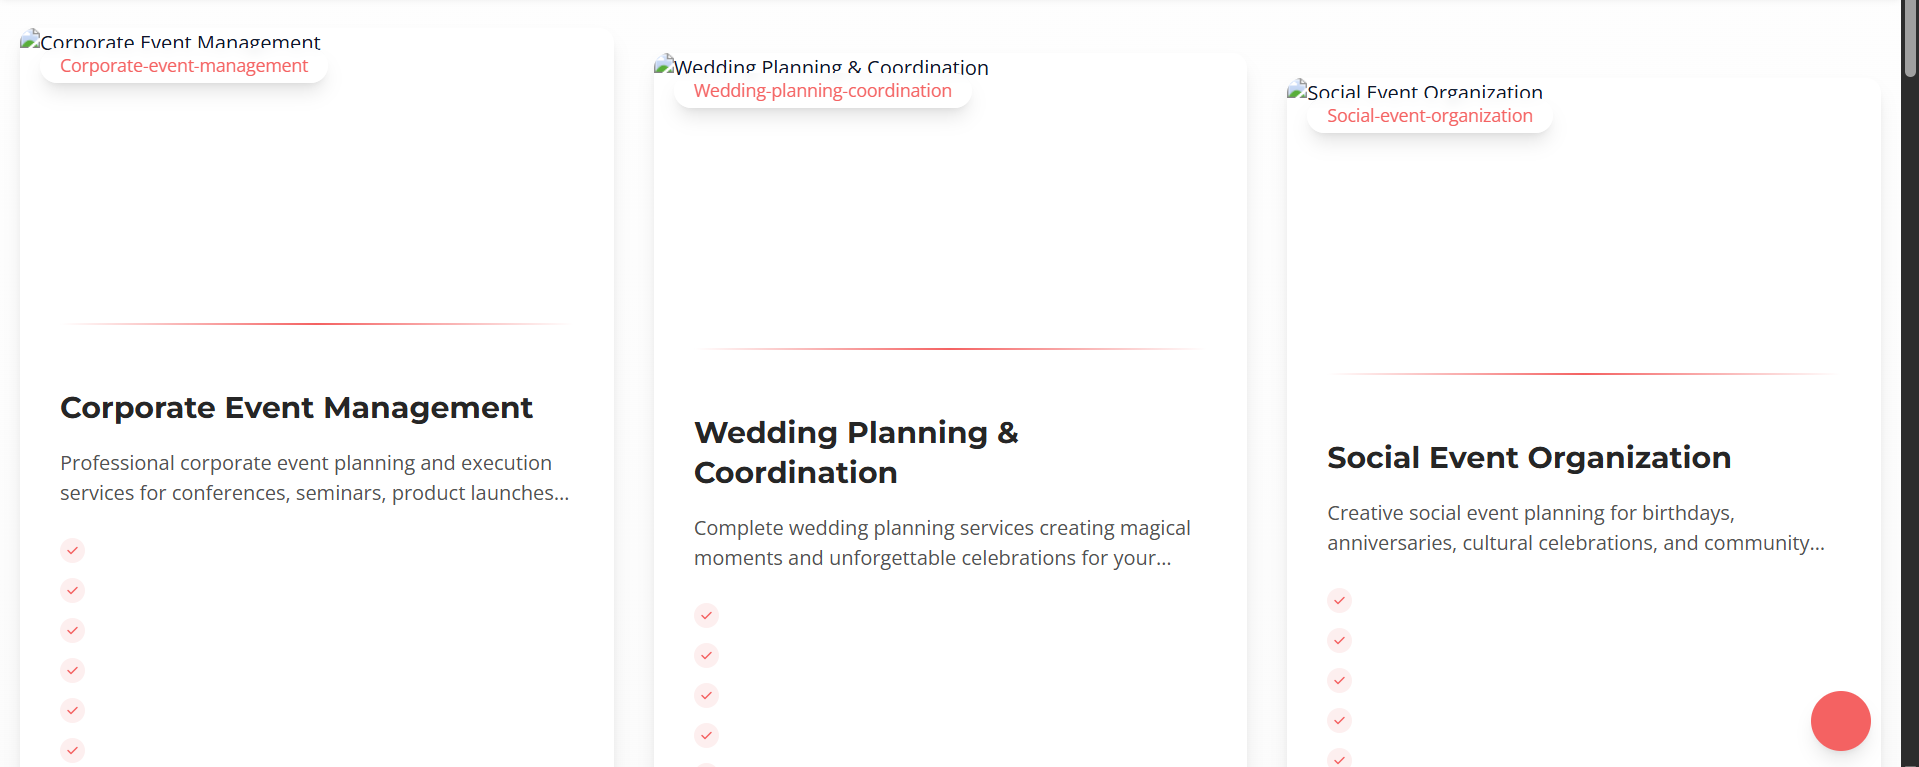 Corporate Event Management
Corporate-event-management
Corporate Event Management
Professional corporate event planning and execution
services for conferences, seminars, product launches...
Wedding Planning & Coordination
Wedding-planning-coordination
Wedding Planning &
Coordination
Complete wedding planning services creating magical
moments and unforgettable celebrations for your...
Social Event Organization
Social-event-organization
Social Event Organization
Creative social event planning for birthdays,
anniversaries, cultural celebrations, and community...